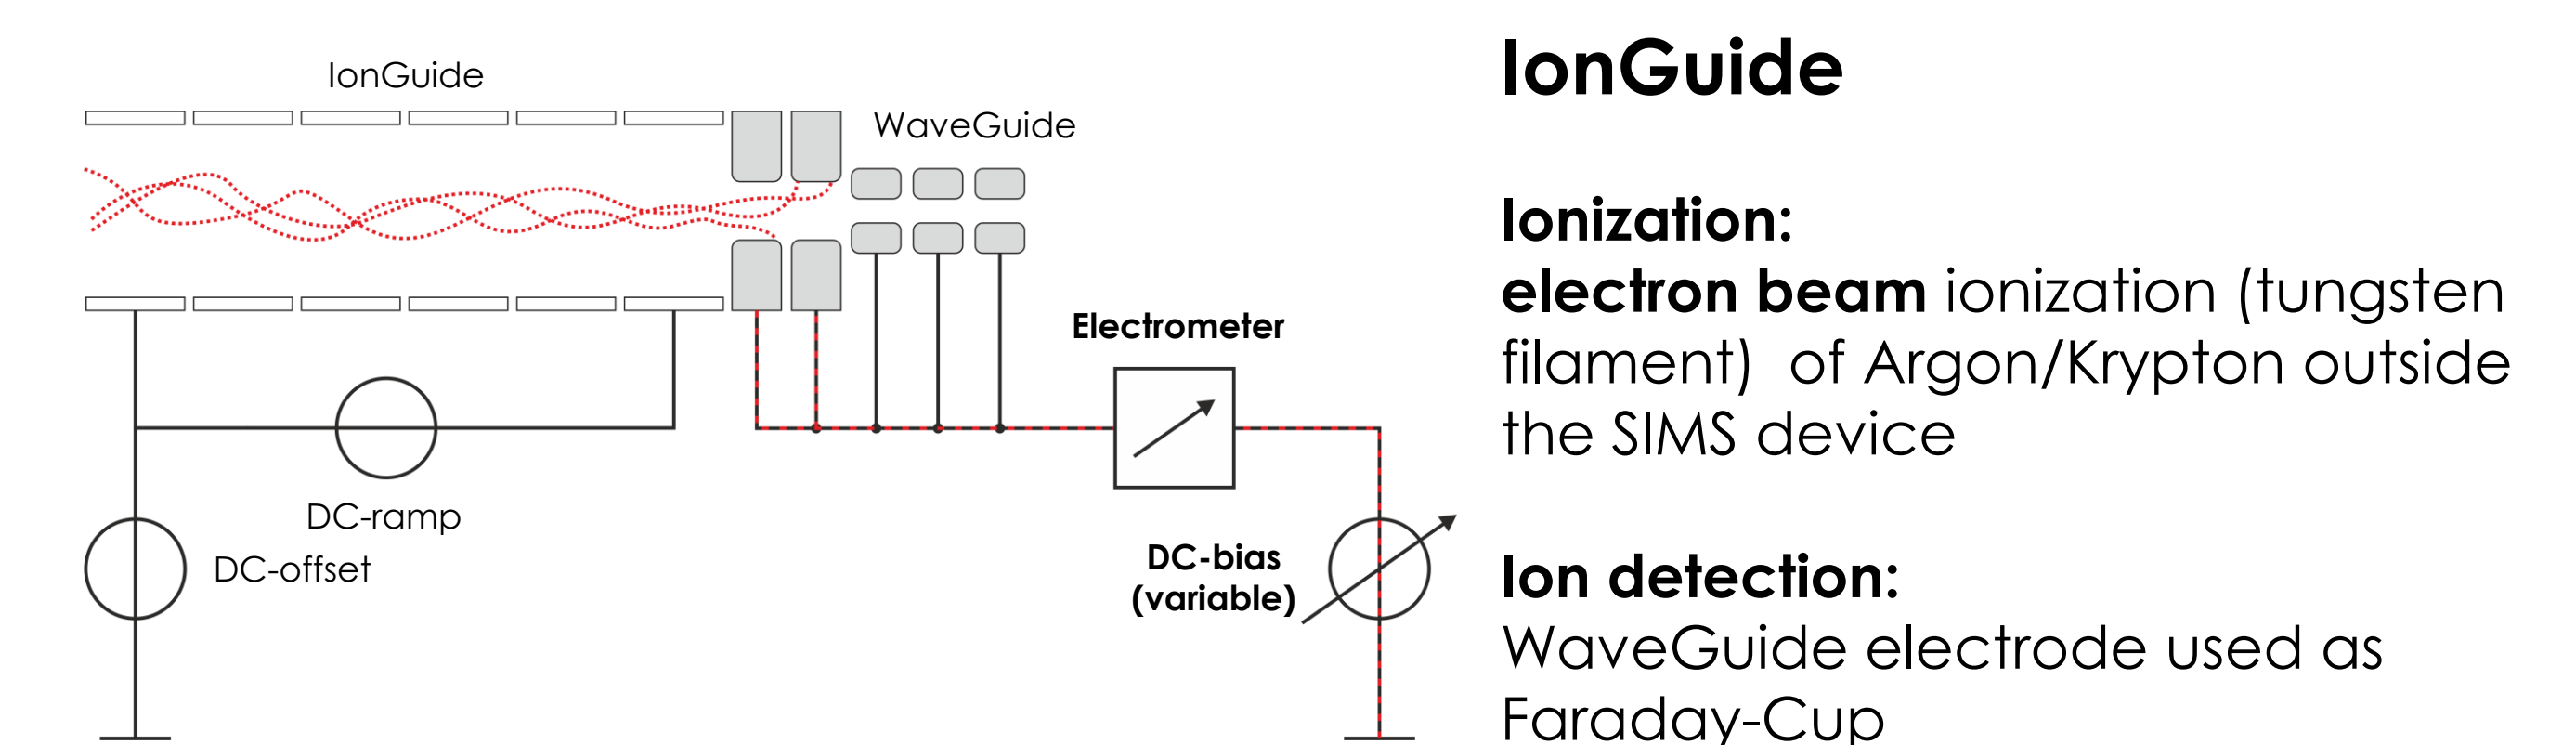 IonGuide
WaveGuide
Electrometer
DC-ramp
DC-offset
DC-bias
(variable)
IonGuide
Ionization:
electron beam ionization (tungsten
filament)  of Argon/Krypton outside
the SIMS device
Ion detection:
WaveGuide electrode used as
Faraday-Cup